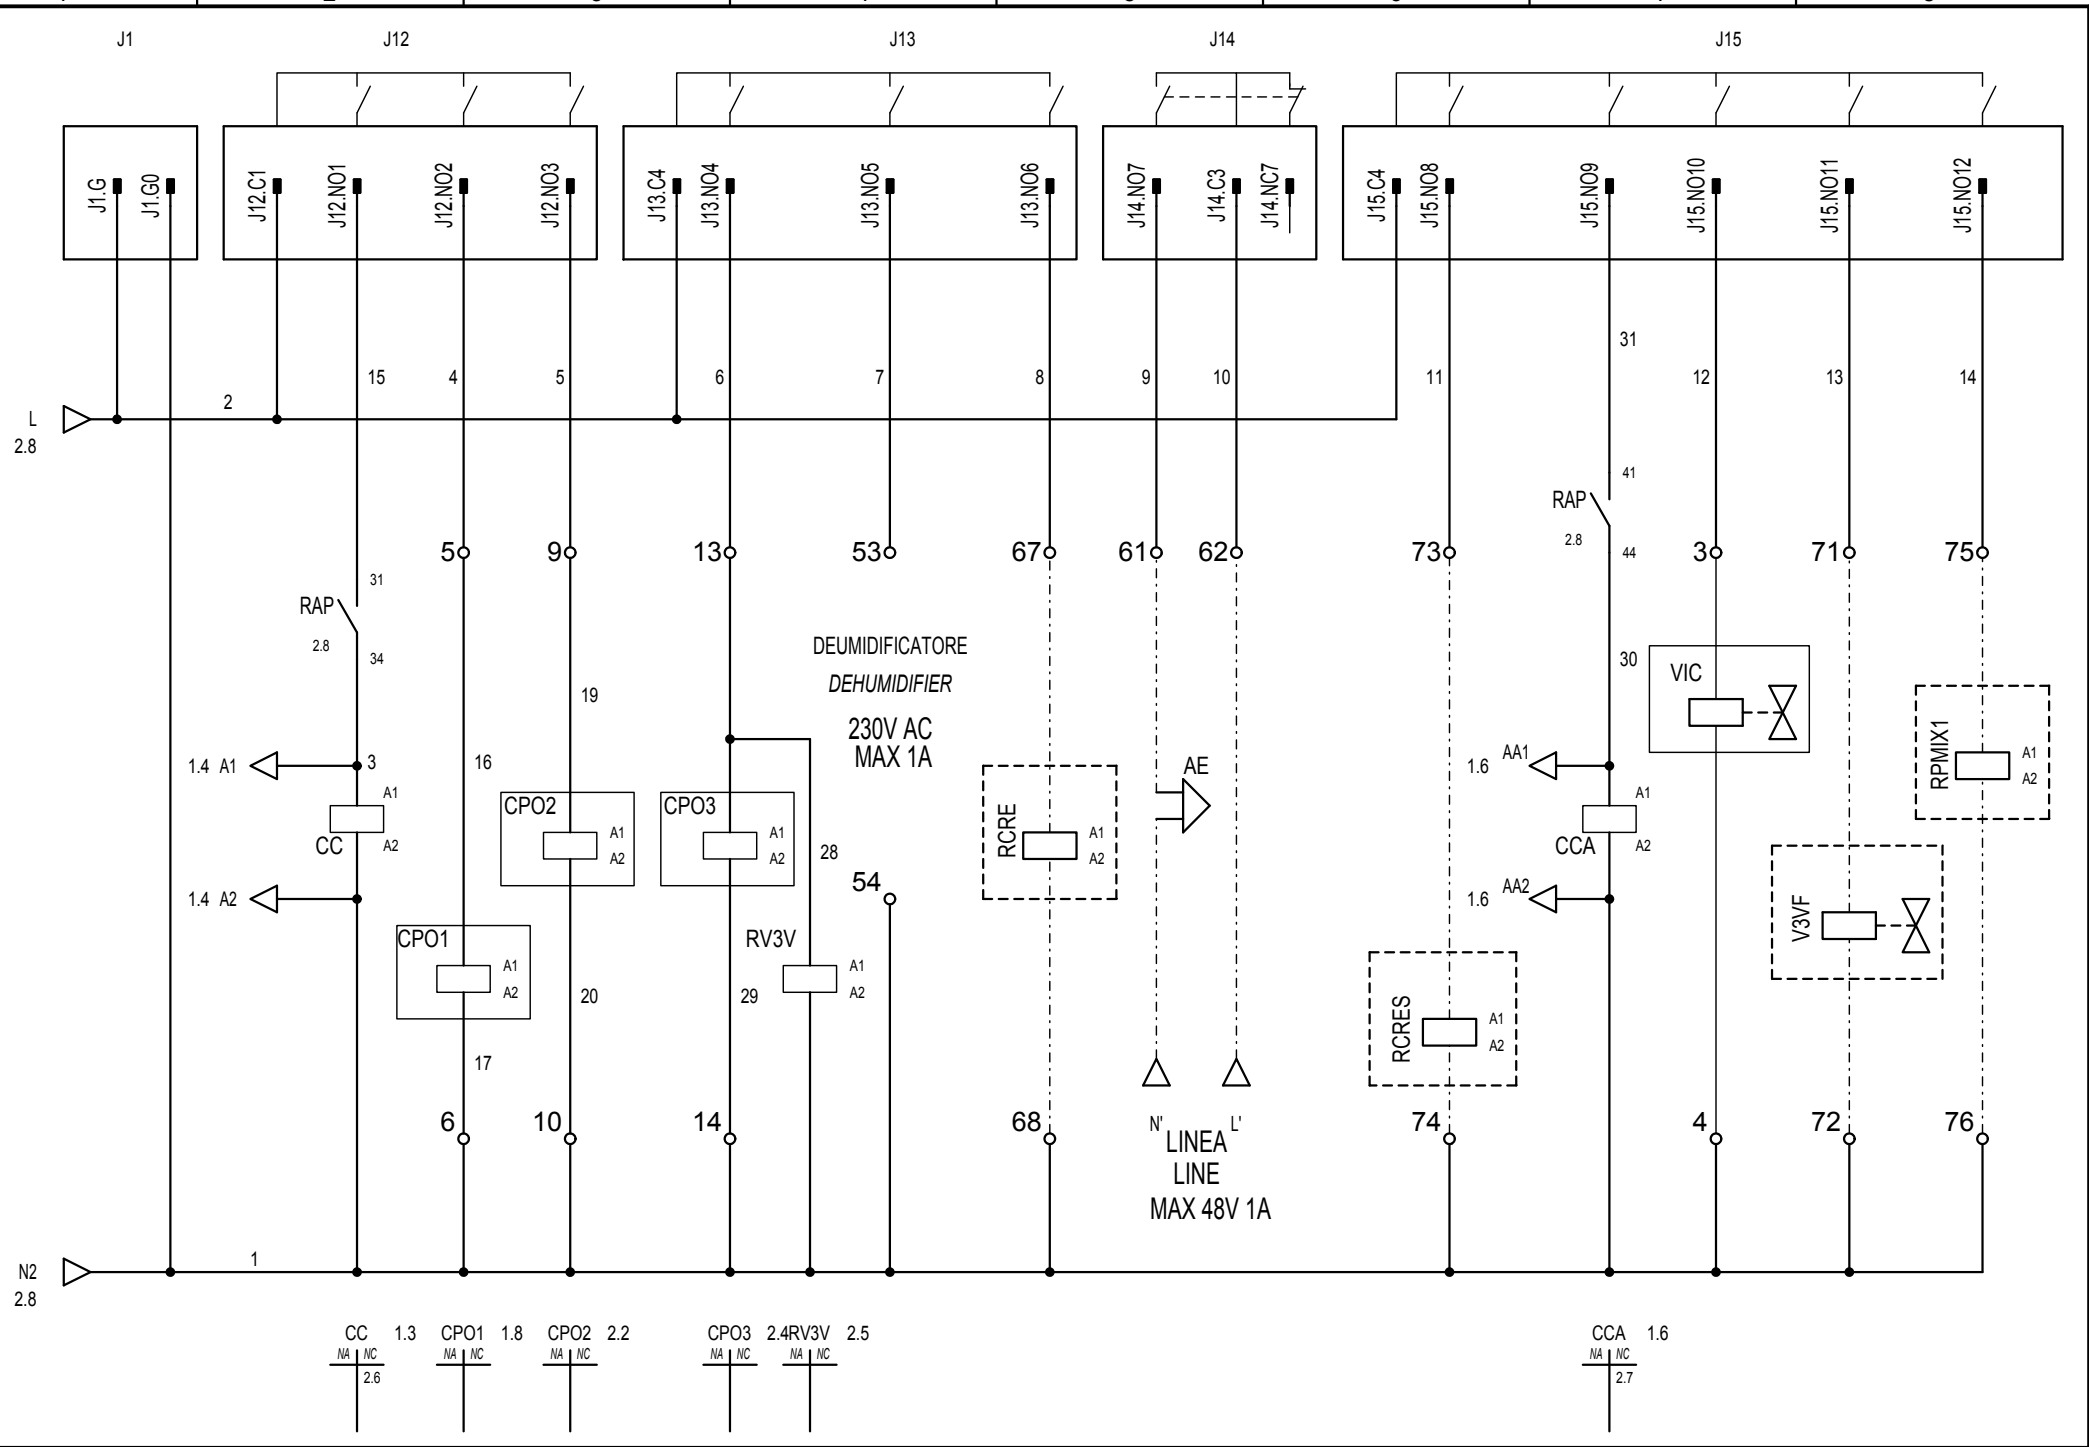 J1 J12 J13 J14 J15
J1.G J1.G0 J12.C1 J12.NO1 J12.NO2 J12.NO3 J13.C4 J13.NO4 J13.NO5 J13.NO6 J14.NO7 J14.C3 J14.NC7 J15.C4 J15.NO8 J15.NO9 J15.NO10 J15.NO11 J15.NO12
31
15 4 5 6 7 8 9 10 11 12 13 14
2
L
2.8
41
RAP
2.8 44
5 9 13 53 67 61 62 73 3 71 75
31
RAP
2.8 34
DEUMIDIFICATORE
DEHUMIDIFIER
230V AC
MAX 1A
30
VIC
19
1.4 A1 3
16
AE
1.6 AA1
RPMIX1 A1
A2
A1
CC A2
CPO2 A1
A2
CPO3 A1
A2
RCRE A1
A2
A1
CCA A2
28
54
1.4 A2
1.6 AA2
V3VF
CPO1 A1
A2
RV3V A1
A2
20
29
RCRES A1
A2
17
6 10 14 68 74 4 72 76
N' L'
LINEA
LINE
MAX 48V 1A
1
N2
2.8
CC 1.3 CPO1 1.8 CPO2 2.2 CPO3 2.4 RV3V 2.5 CCA 1.6
NA NC NA NC NA NC NA NC NA NC NA NC
2.6 2.7